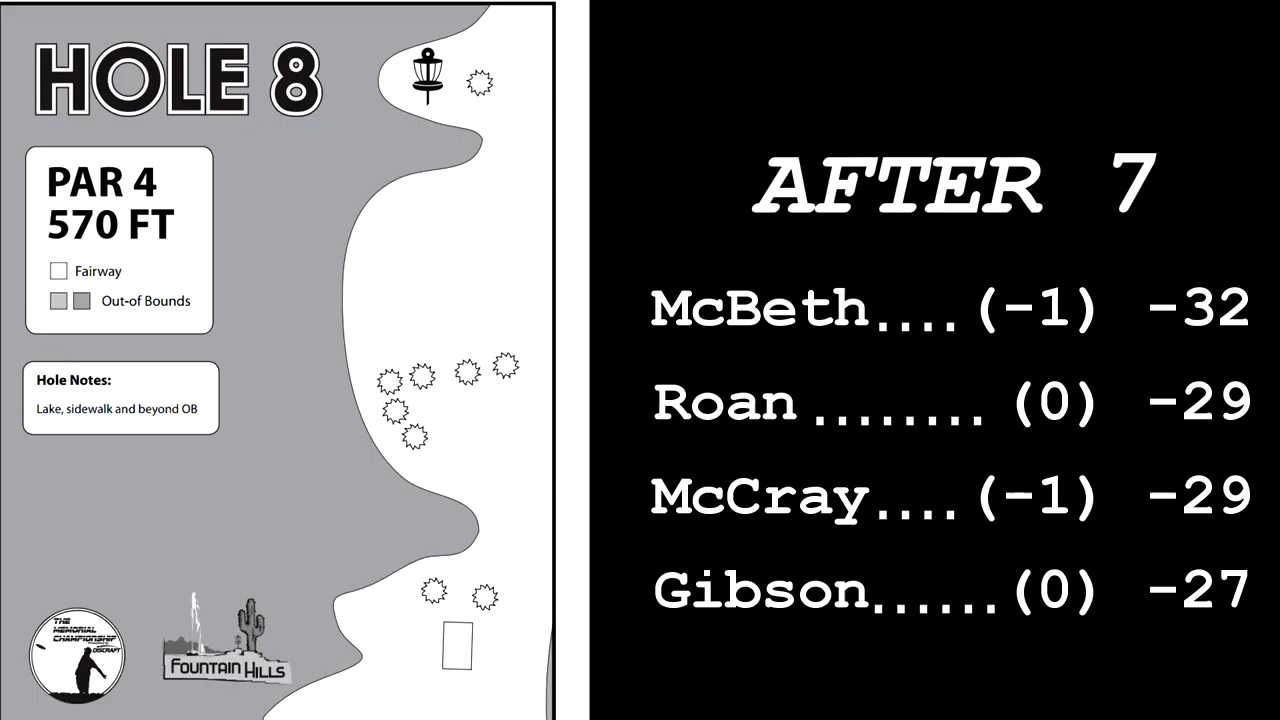 HOLE 8
PAR 4
570 FT
Fairway
Out-of Bounds
Hole Notes:
Lake, sidewalk and beyond OB
THE
MEMORIAL
CHAMPIONSHIP
DISCRAFT
FOUNTAIN HILLS
AFTER 7
McBeth....(-1) -32
Roan ........ (0) -29
McCray....(-1) -29
Gibson......(0) -27